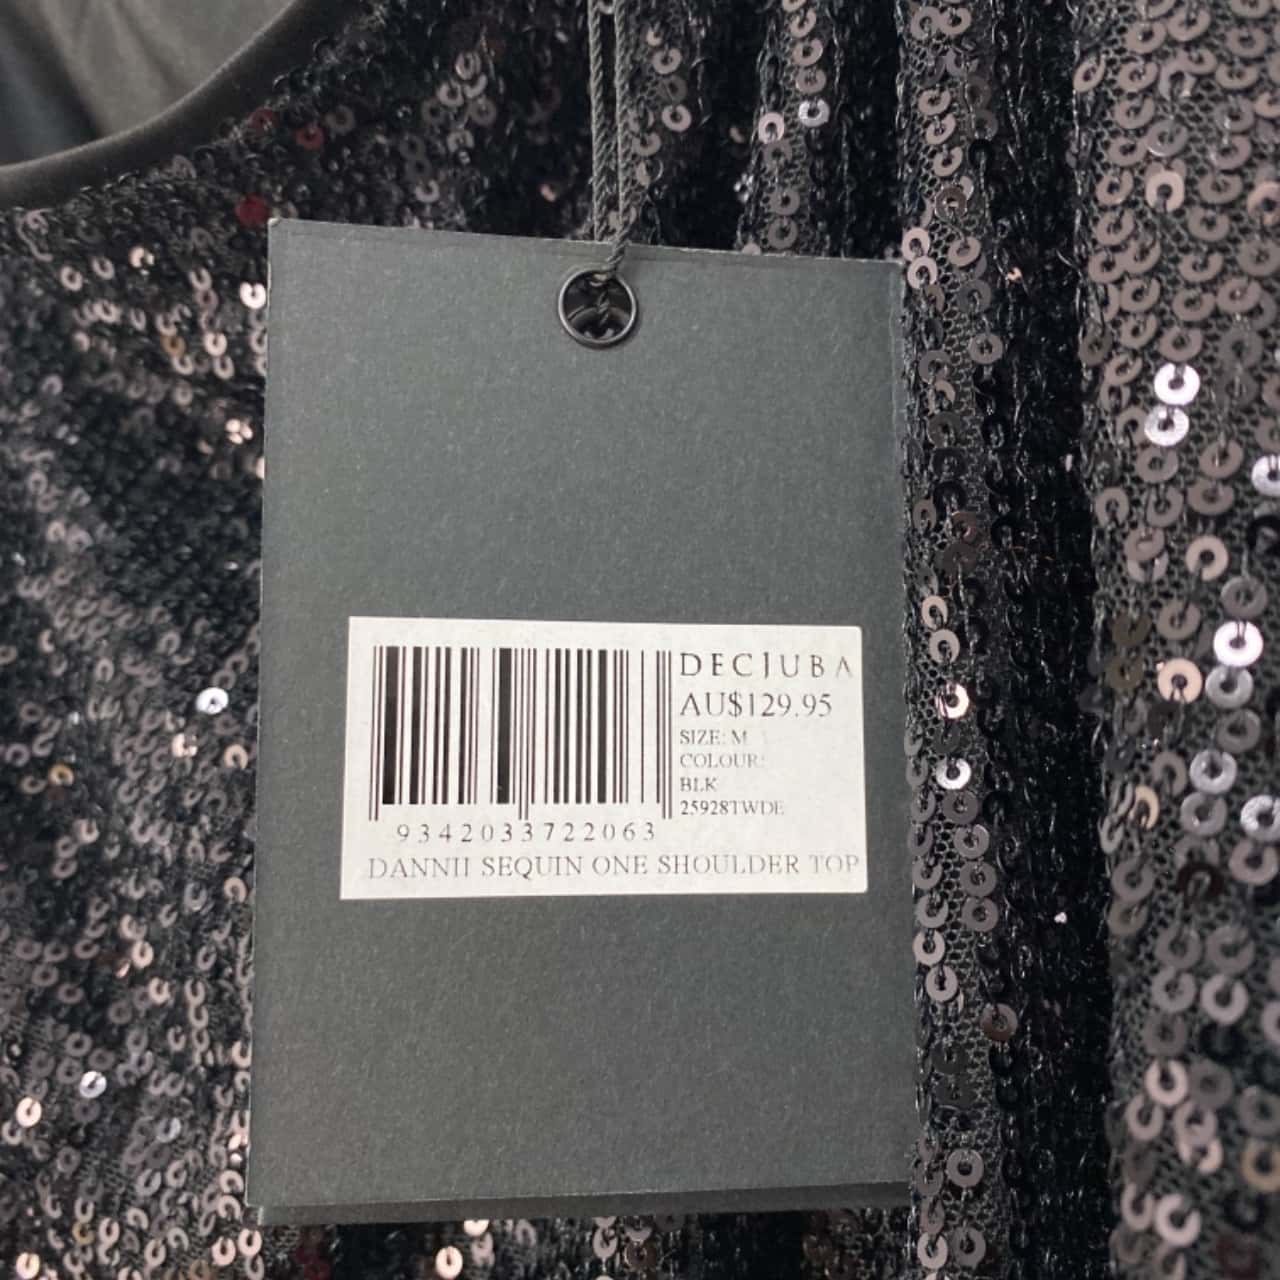 DECJUBA
AU$129.95
SIZE: M
COLOUR:
BLK
25928TWDE
9342033722063
DANNII SEQUIN ONE SHOULDER TOP